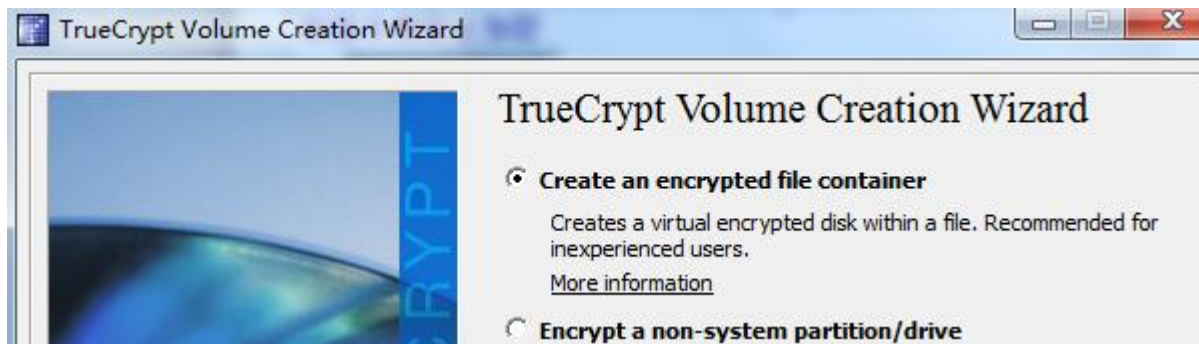 TrueCrypt Volume Creation Wizard
TrueCrypt Volume Creation Wizard
Create an encrypted file container
Creates a virtual encrypted disk within a file. Recommended for
inexperienced users.
More information
Encrypt a non-system partition/drive
CRYPT